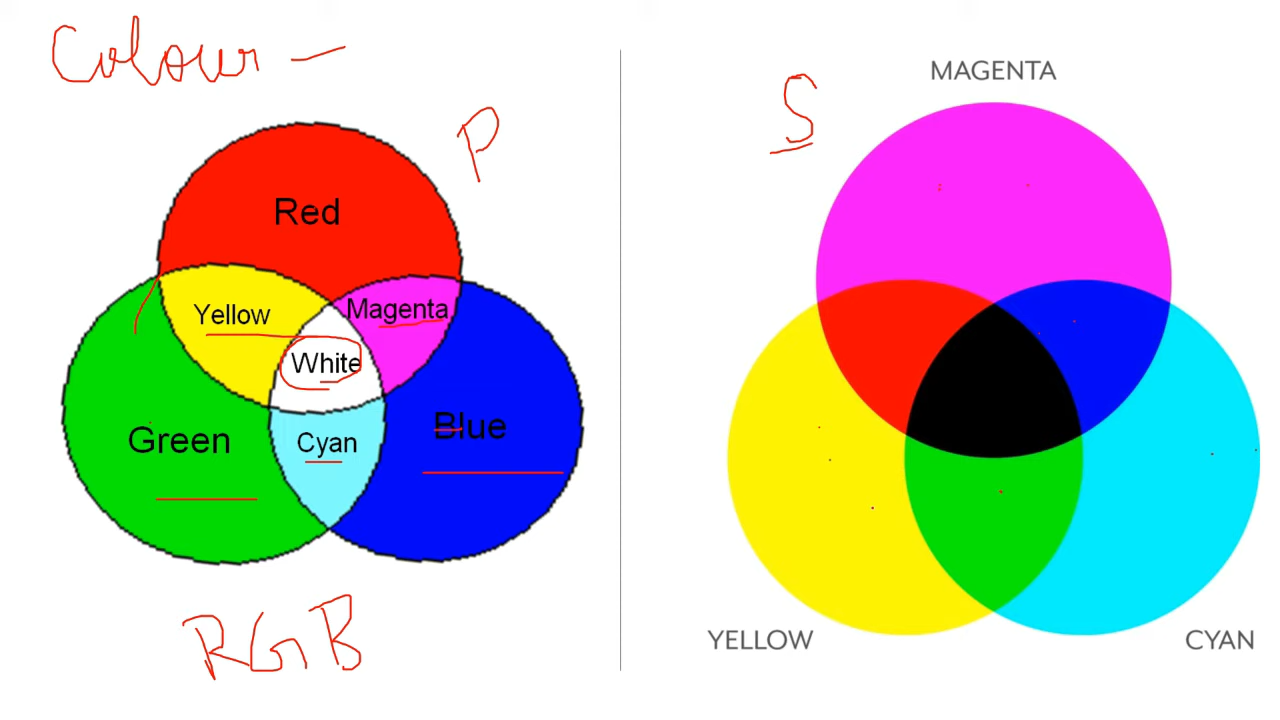 Colour -
P
Red
Yellow
Magenta
White
Green
Cyan
Blue
RGB
S
MAGENTA
YELLOW
CYAN